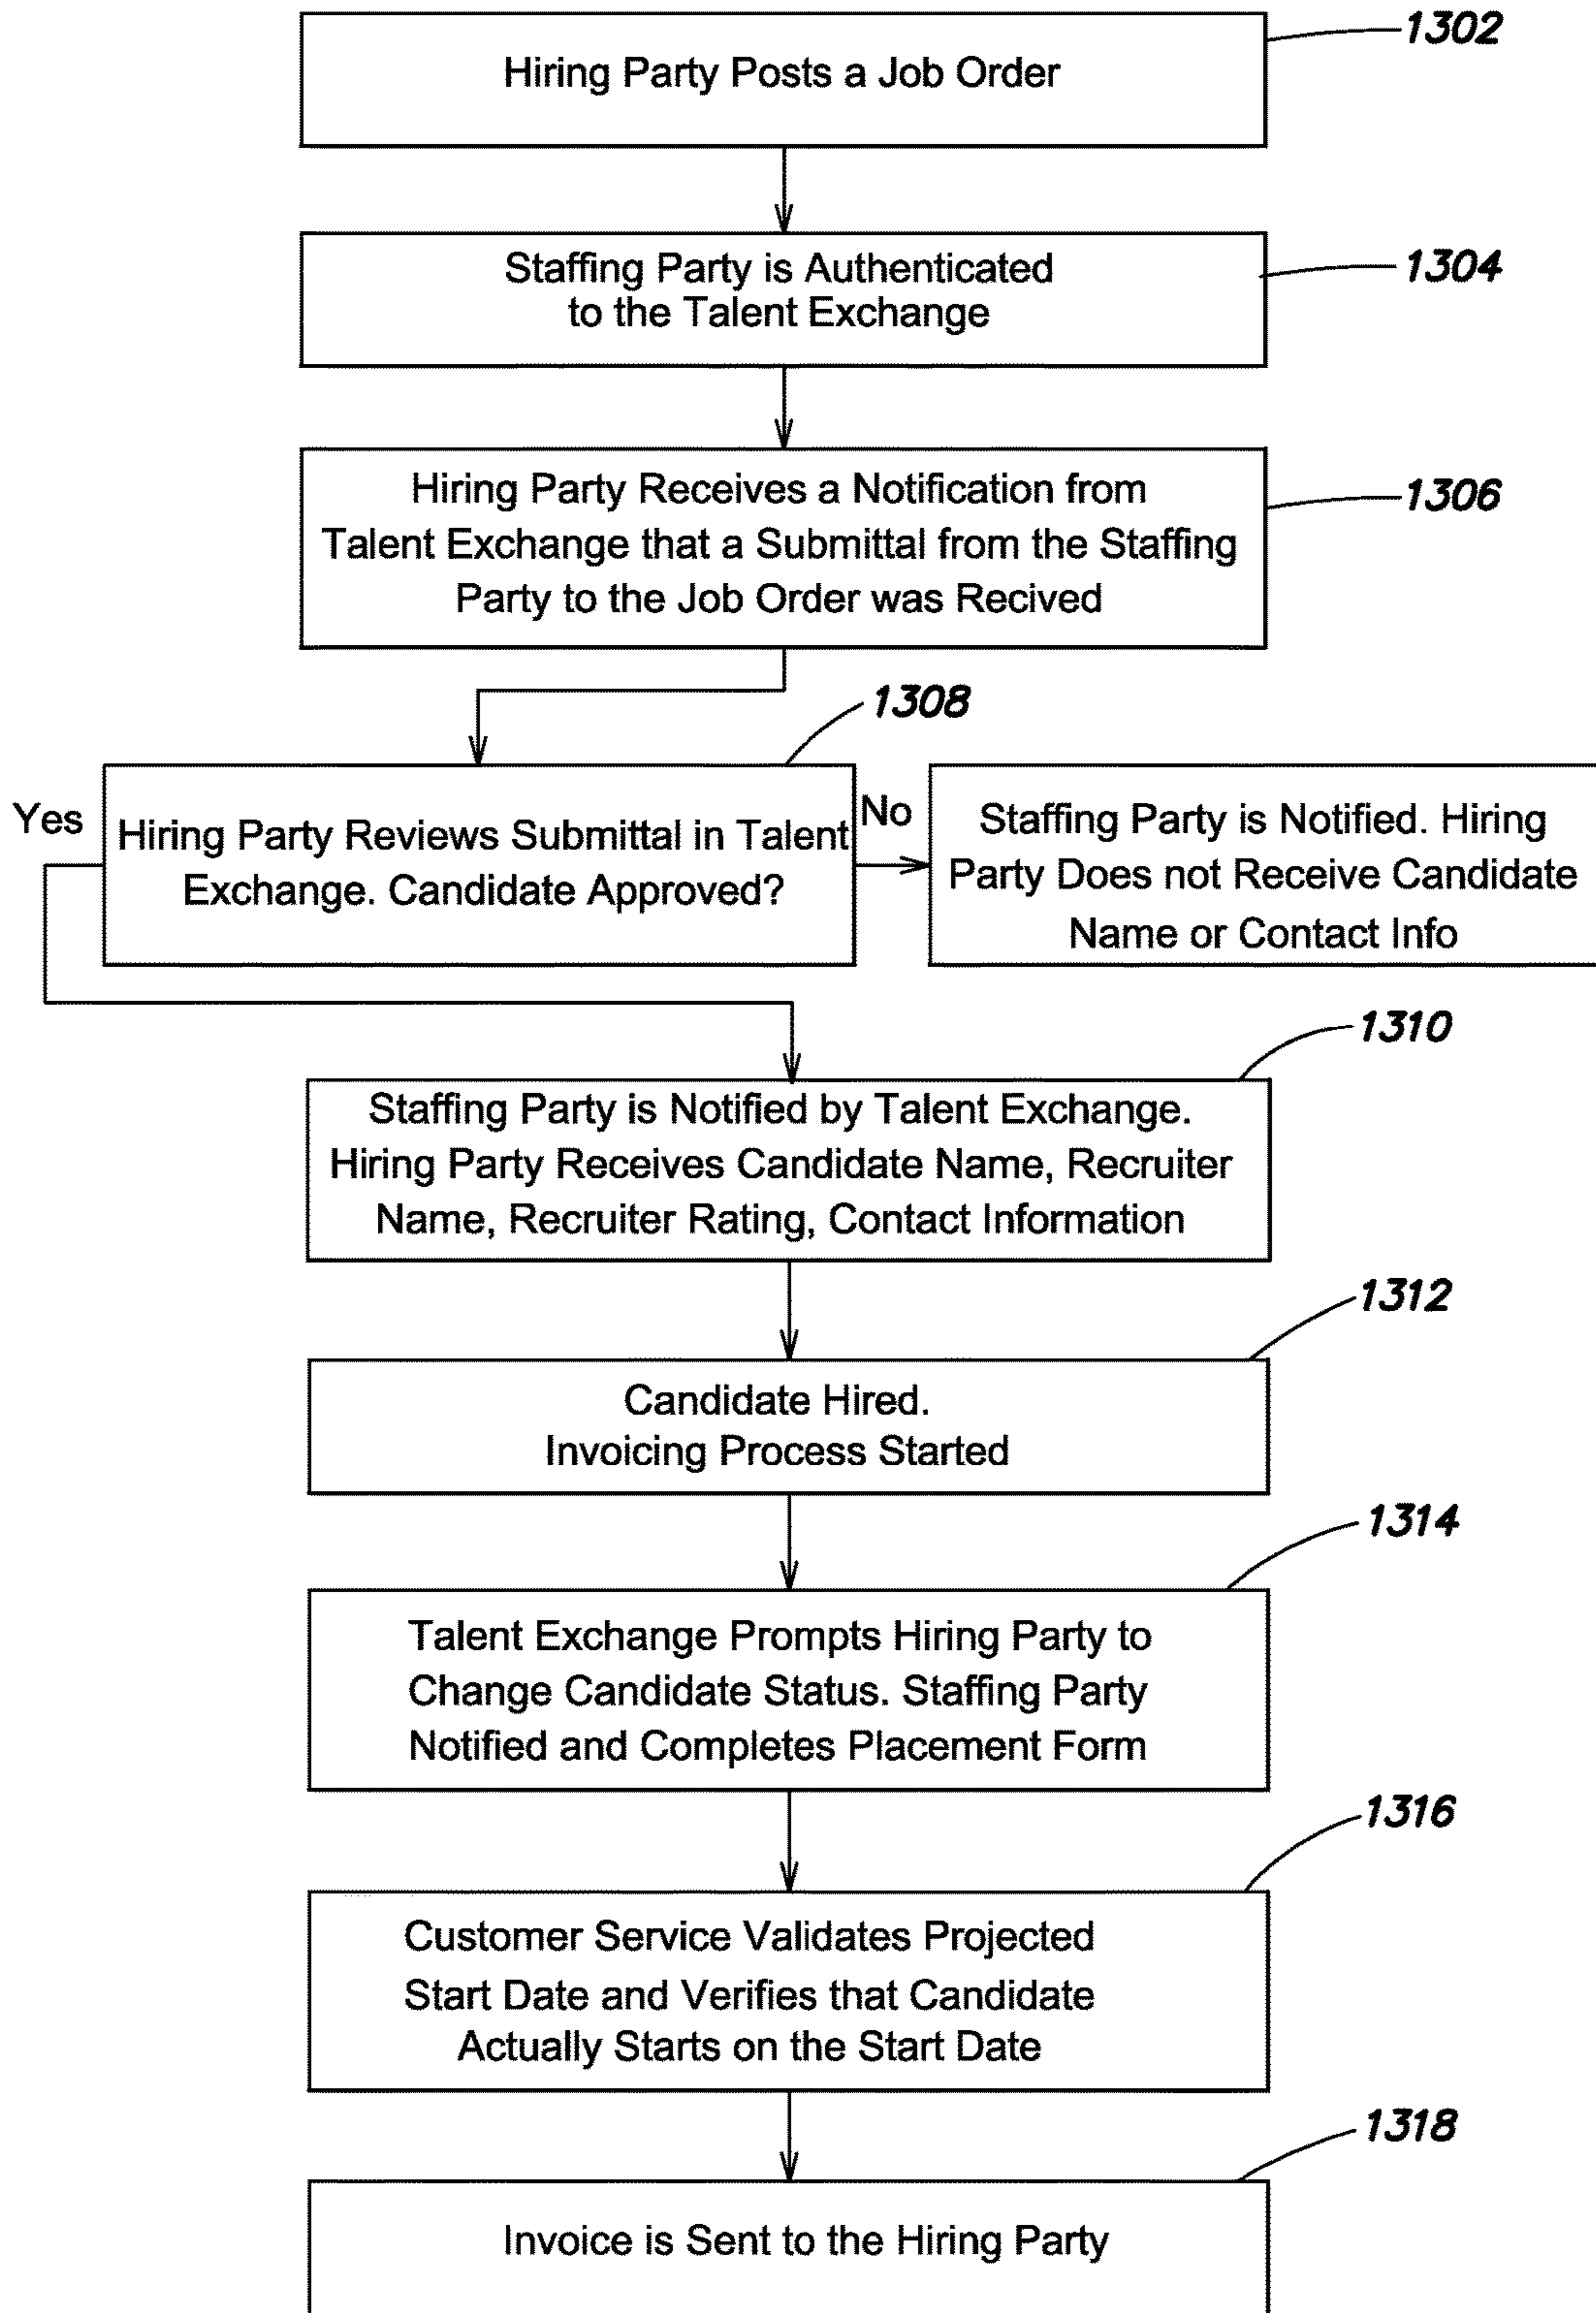 1302
Hiring Party Posts a Job Order
1304
Staffing Party is Authenticated
to the Talent Exchange
1306
Hiring Party Receives a Notification from
Talent Exchange that a Submittal from the Staffing
Party to the Job Order was Recived
1308
Yes
Hiring Party Reviews Submittal in Talent
Exchange. Candidate Approved?
No
Staffing Party is Notified. Hiring
Party Does not Receive Candidate
Name or Contact Info
1310
Staffing Party is Notified by Talent Exchange.
Hiring Party Receives Candidate Name, Recruiter
Name, Recruiter Rating, Contact Information
1312
Candidate Hired.
Invoicing Process Started
1314
Talent Exchange Prompts Hiring Party to
Change Candidate Status. Staffing Party
Notified and Completes Placement Form
1316
Customer Service Validates Projected
Start Date and Verifies that Candidate
Actually Starts on the Start Date
1318
Invoice is Sent to the Hiring Party